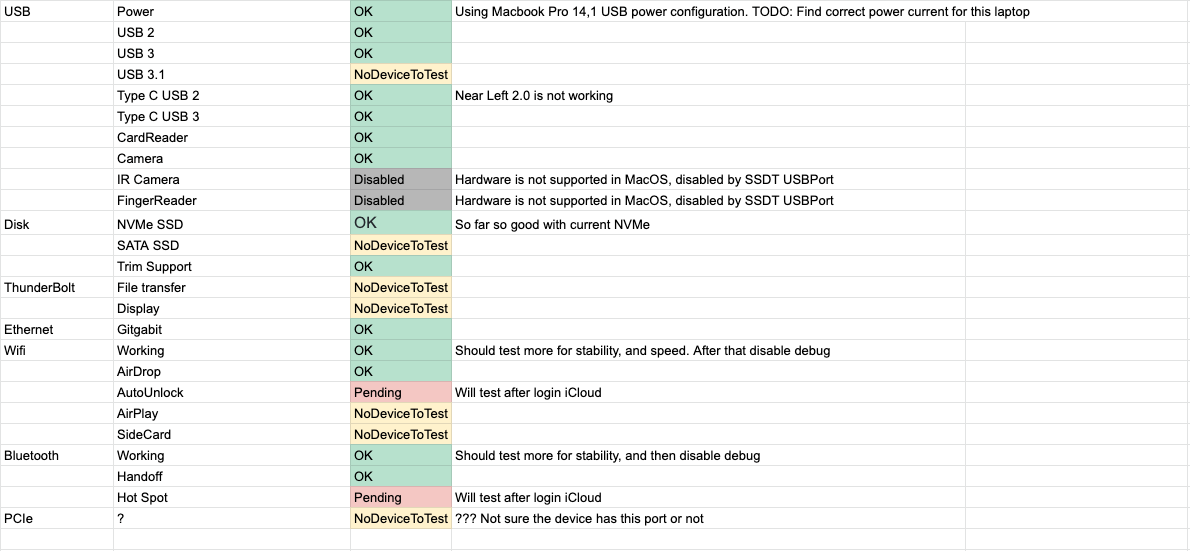 USB Power OK Using Macbook Pro 14,1 USB power configuration. TODO: Find correct power current for this laptop
USB 2 OK
USB 3 OK
USB 3.1 NoDeviceToTest
Type C USB 2 OK Near Left 2.0 is not working
Type C USB 3 OK
CardReader OK
Camera OK
IR Camera Disabled Hardware is not supported in MacOS, disabled by SSDT USBPort
FingerReader Disabled Hardware is not supported in MacOS, disabled by SSDT USBPort
Disk NVMe SSD OK So far so good with current NVMe
SATA SSD NoDeviceToTest
Trim Support OK
ThunderBolt File transfer NoDeviceToTest
Display NoDeviceToTest
Ethernet Gitgabit OK
Wifi Working OK Should test more for stability, and speed. After that disable debug
AirDrop OK
AutoUnlock Pending Will test after login iCloud
AirPlay NoDeviceToTest
SideCard NoDeviceToTest
Bluetooth Working OK Should test more for stability, and then disable debug
Handoff OK
Hot Spot Pending Will test after login iCloud
PCIe ? NoDeviceToTest ??? Not sure the device has this port or not